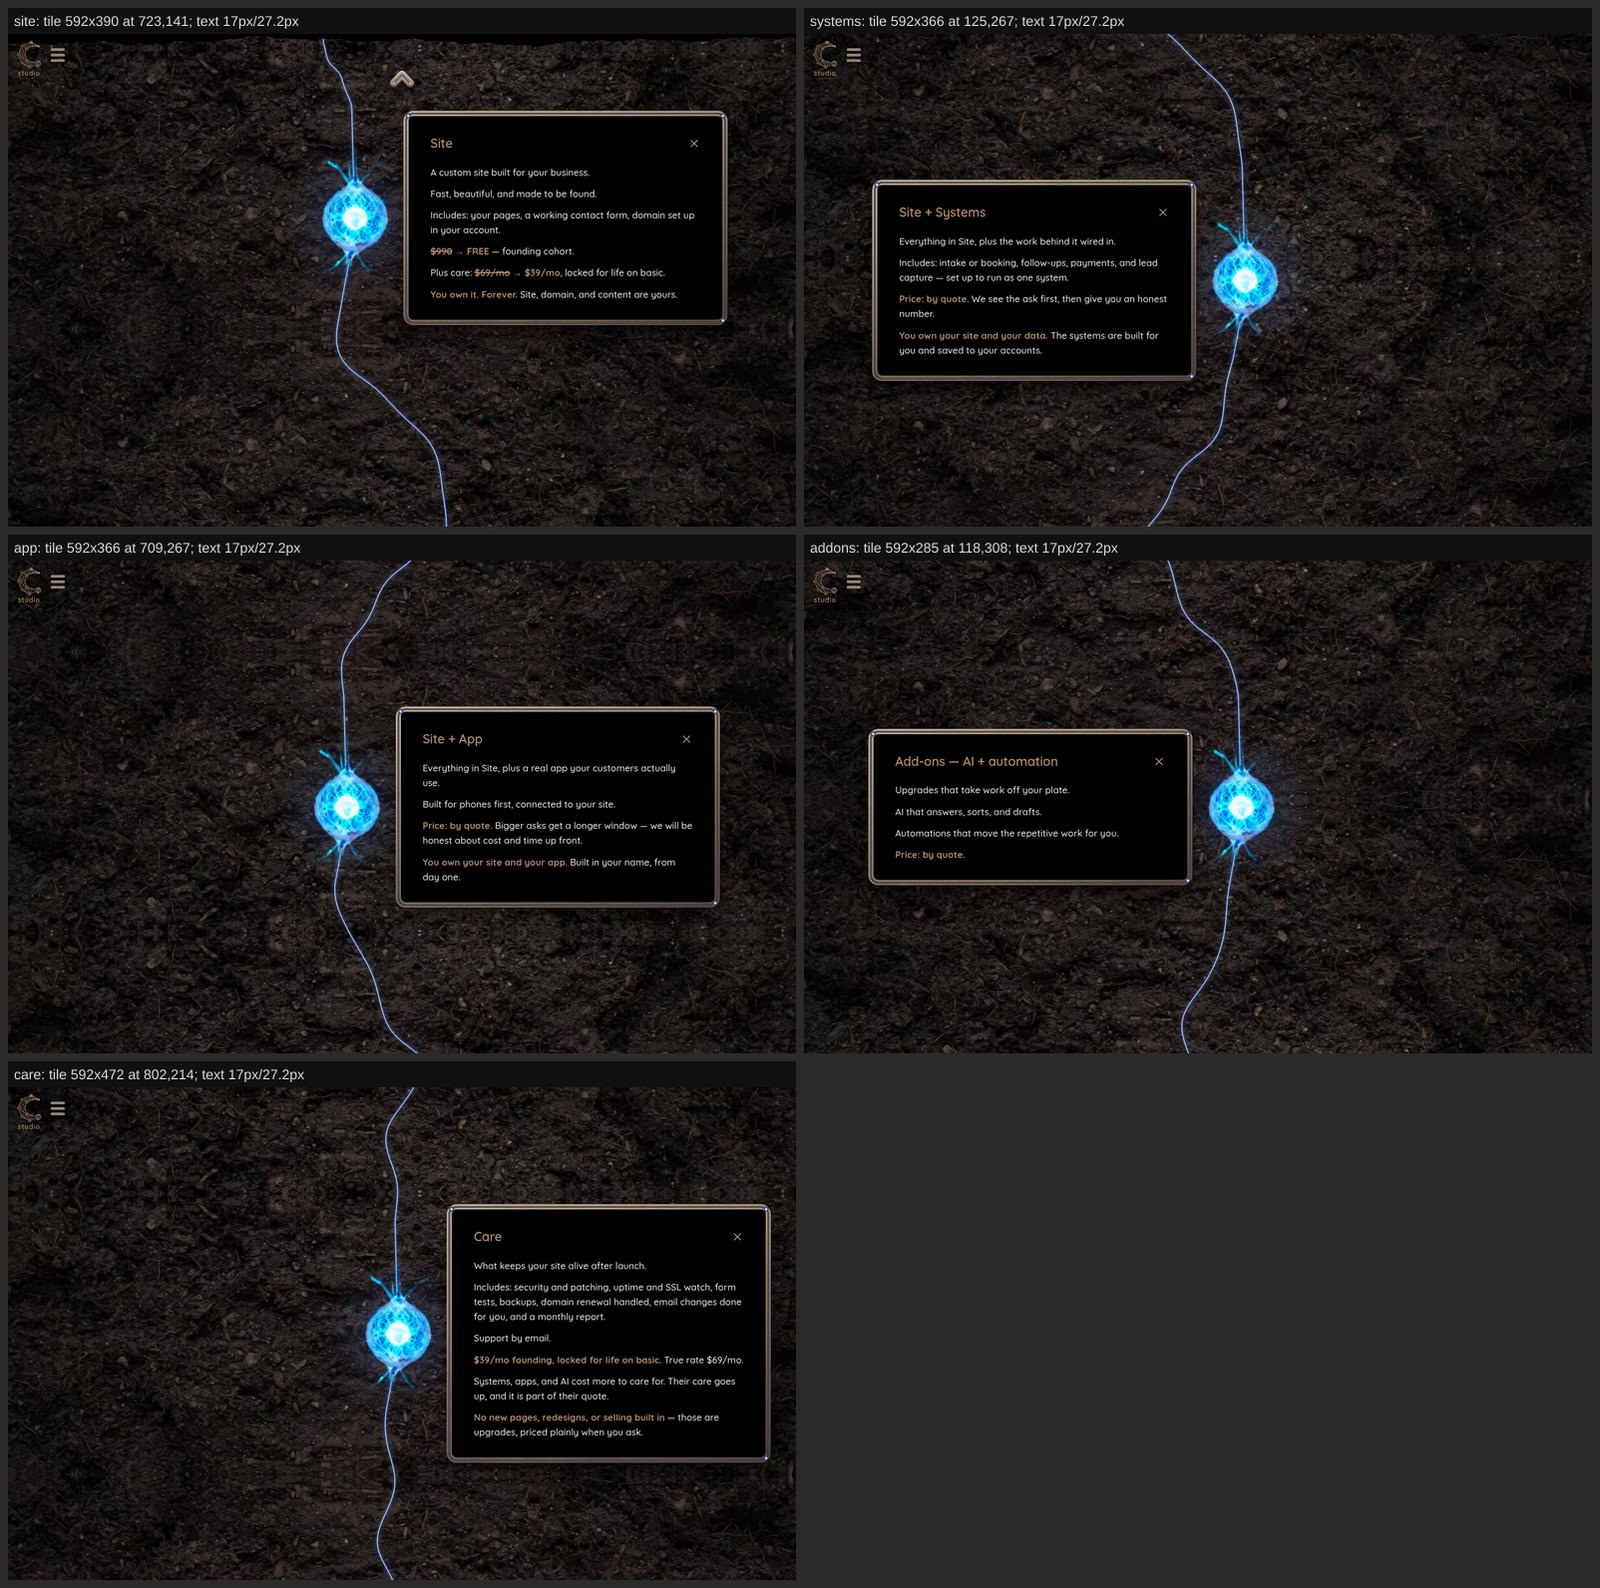 site: tile 592x390 at 723,141; text 17px/27.2px
studio
Site
×
A custom site built for your business.
Fast, beautiful, and made to be found.
Includes: your pages, a working contact form, domain set up
in your account.
$990 → FREE — founding cohort.
Plus care: $69/mo → $39/mo, locked for life on basic.
You own it. Forever. Site, domain, and content are yours.
systems: tile 592x366 at 125,267; text 17px/27.2px
studio
Site + Systems
×
Everything in Site, plus the work behind it wired in.
Includes: intake or booking, follow-ups, payments, and lead
capture — set up to run as one system.
Price: by quote. We see the ask first, then give you an honest
number.
You own your site and your data. The systems are built for
you and saved to your accounts.
app: tile 592x366 at 709,267; text 17px/27.2px
studio
Site + App
×
Everything in Site, plus a real app your customers actually
use.
Built for phones first, connected to your site.
Price: by quote. Bigger asks get a longer window — we will be
honest about cost and time up front.
You own your site and your app. Built in your name, from
day one.
addons: tile 592x285 at 118,308; text 17px/27.2px
studio
Add-ons — AI + automation
×
Upgrades that take work off your plate.
AI that answers, sorts, and drafts.
Automations that move the repetitive work for you.
Price: by quote.
care: tile 592x472 at 802,214; text 17px/27.2px
studio
Care
×
What keeps your site alive after launch.
Includes: security and patching, uptime and SSL watch, form
tests, backups, domain renewal handled, email changes done
for you, and a monthly report.
Support by email.
$39/mo founding, locked for life on basic. True rate $69/mo.
Systems, apps, and AI cost more to care for. Their care goes
up, and it is part of their quote.
No new pages, redesigns, or selling built in — those are
upgrades, priced plainly when you ask.